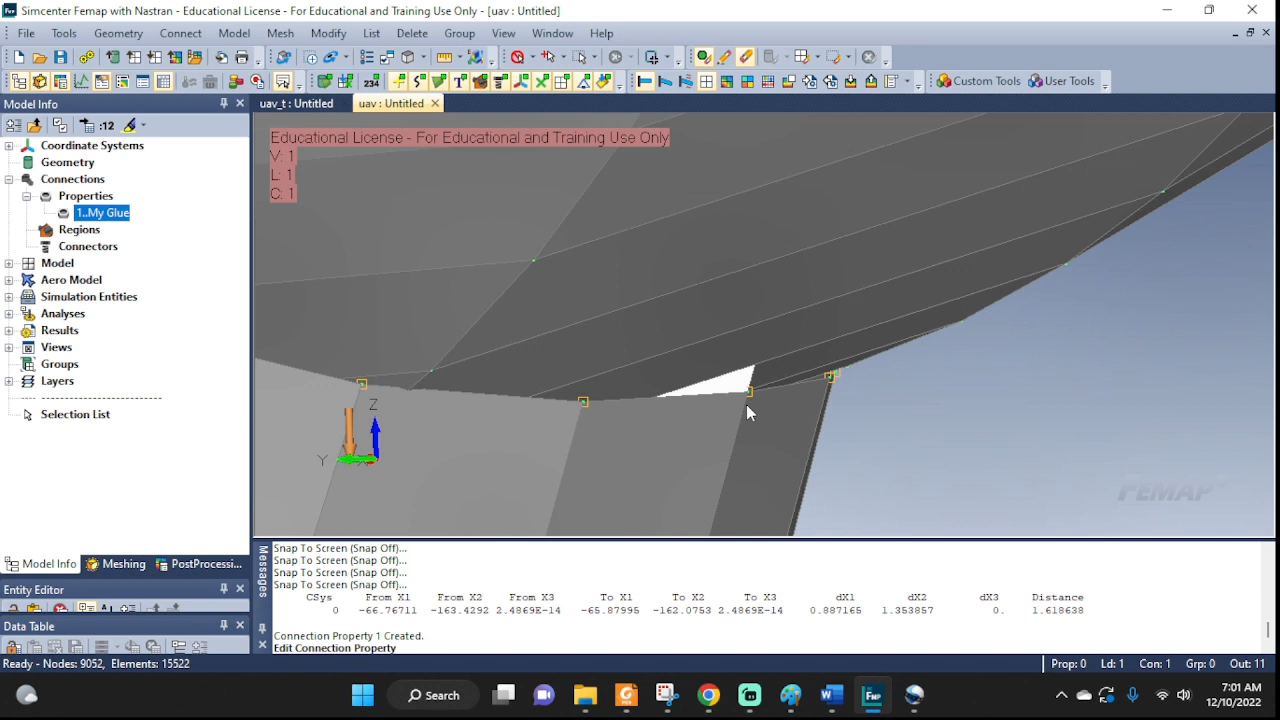 Simcenter Femap with Nastran - Educational License - For Educational and Training Use Only - [uav : Untitled]
File Tools Geometry Connect Model Mesh Modify List Delete Group View Window Help
234 T Custom Tools User Tools
Model Info
uav_t : Untitled uav : Untitled
:12
Coordinate Systems
Geometry
Connections
Properties
1..My Glue
Regions
Connectors
Model
Aero Model
Simulation Entities
Analyses
Results
Views
Groups
Layers
Selection List
Educational License - For Educational and Training Use Only
V: 1
L: 1
C: 1
Z
Y X
FEMAP
Model Info Meshing PostProcessi...
Entity Editor
Data Table
Messages
Snap To Screen (Snap Off)...
Snap To Screen (Snap Off)...
Snap To Screen (Snap Off)...
Snap To Screen (Snap Off)...
CSys From X1 From X2 From X3 To X1 To X2 To X3 dX1 dX2 dX3 Distance
0 -66.76711 -163.4292 2.4869E-14 -65.87995 -162.0753 2.4869E-14 0.887165 1.353857 0. 1.618638
Connection Property 1 Created.
Edit Connection Property
Ready - Nodes: 9052, Elements: 15522 Prop: 0 Ld: 1 Con: 1 Grp: 0 Out: 11
Search
7:01 AM
12/10/2022